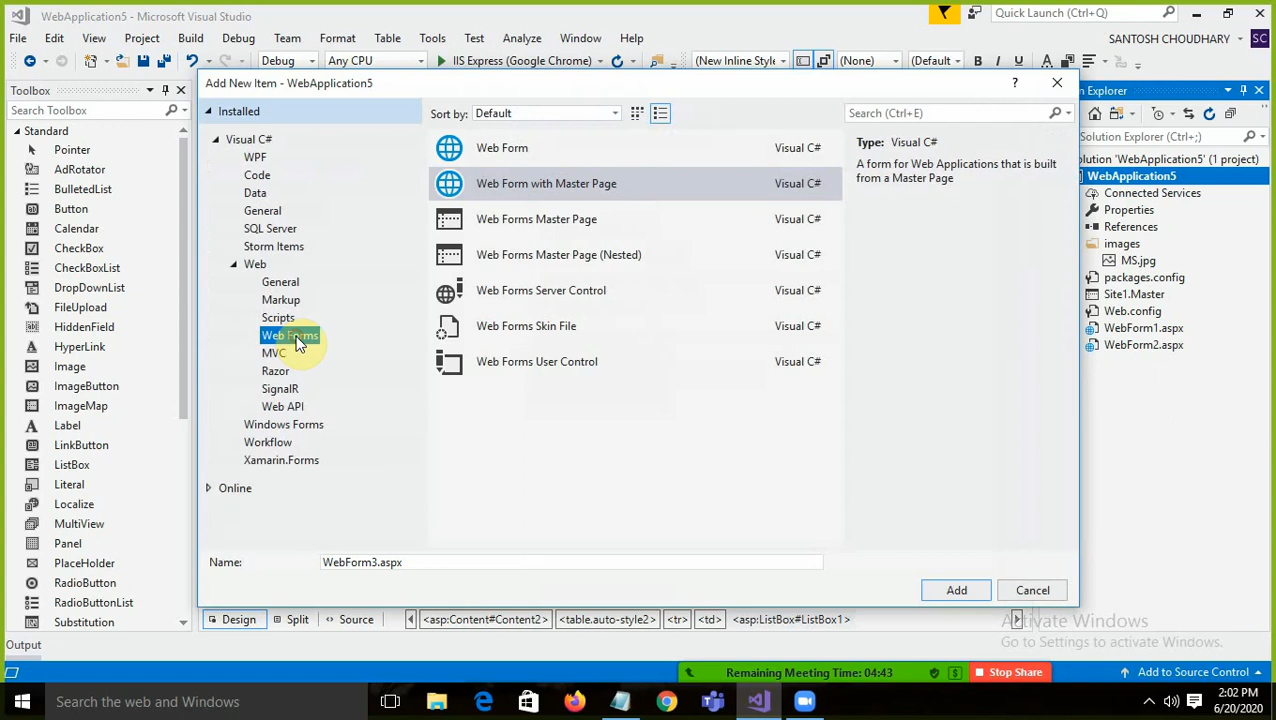 WebApplication5 - Microsoft Visual Studio
Quick Launch (Ctrl+Q)
File Edit View Project Build Debug Team Format Table Tools Test Analyze Window Help
SANTOSH CHOUDHARY SC
Debug Any CPU IIS Express (Google Chrome) (New Inline Style (None) B I U
Toolbox
Search Toolbox
Standard
Pointer
AdRotator
BulletedList
Button
Calendar
CheckBox
CheckBoxList
DropDownList
FileUpload
HiddenField
HyperLink
Image
ImageButton
ImageMap
Label
LinkButton
ListBox
Literal
Localize
MultiView
Panel
PlaceHolder
RadioButton
RadioButtonList
Substitution
Output
Add New Item - WebApplication5
?
Installed
Visual C#
WPF
Code
Data
General
SQL Server
Storm Items
Web
General
Markup
Scripts
Web Forms
MVC
Razor
SignalR
Web API
Windows Forms
Workflow
Xamarin.Forms
Online
Sort by: Default
Search (Ctrl+E)
Web Form Visual C#
Web Form with Master Page Visual C#
Web Forms Master Page Visual C#
Web Forms Master Page (Nested) Visual C#
Web Forms Server Control Visual C#
Web Forms Skin File Visual C#
Web Forms User Control Visual C#
Type: Visual C#
A form for Web Applications that is built
from a Master Page
Name: WebForm3.aspx
Add Cancel
Explorer
Solution Explorer (Ctrl+;)
olution 'WebApplication5' (1 project)
WebApplication5
Connected Services
Properties
References
images
MS.jpg
packages.config
Site1.Master
Web.config
WebForm1.aspx
WebForm2.aspx
Design Split Source <asp:Content#Content2> <table.auto-style2> <tr> <td> <asp:ListBox#ListBox1>
Activate Windows
Go to Settings to activate Windows.
Remaining Meeting Time: 04:43 $ Stop Share
Add to Source Control
Search the web and Windows
2:02 PM
6/20/2020